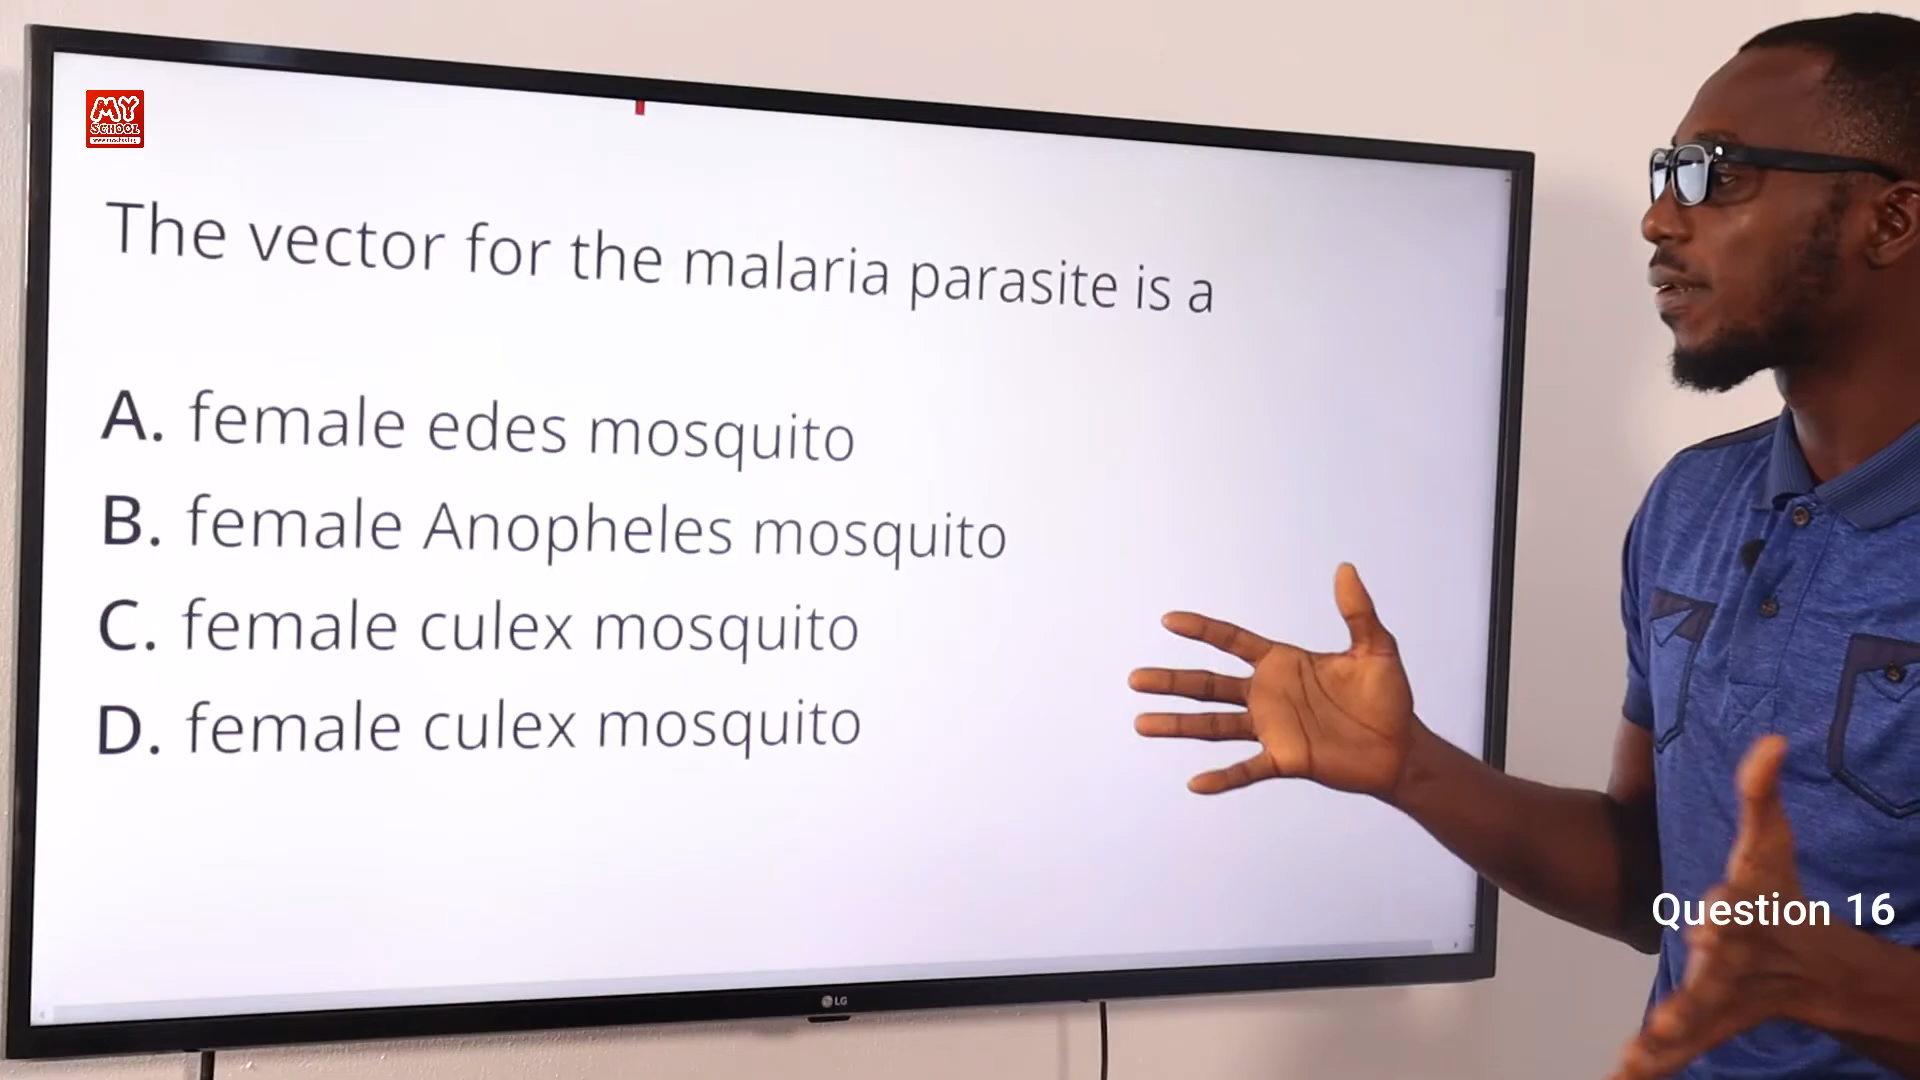 MY
SCHOOL
The vector for the malaria parasite is a
A. female edes mosquito
B. female Anopheles mosquito
C. female culex mosquito
D. female culex mosquito
Question 16
LG